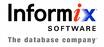 Informix
SOFTWARE
The database company